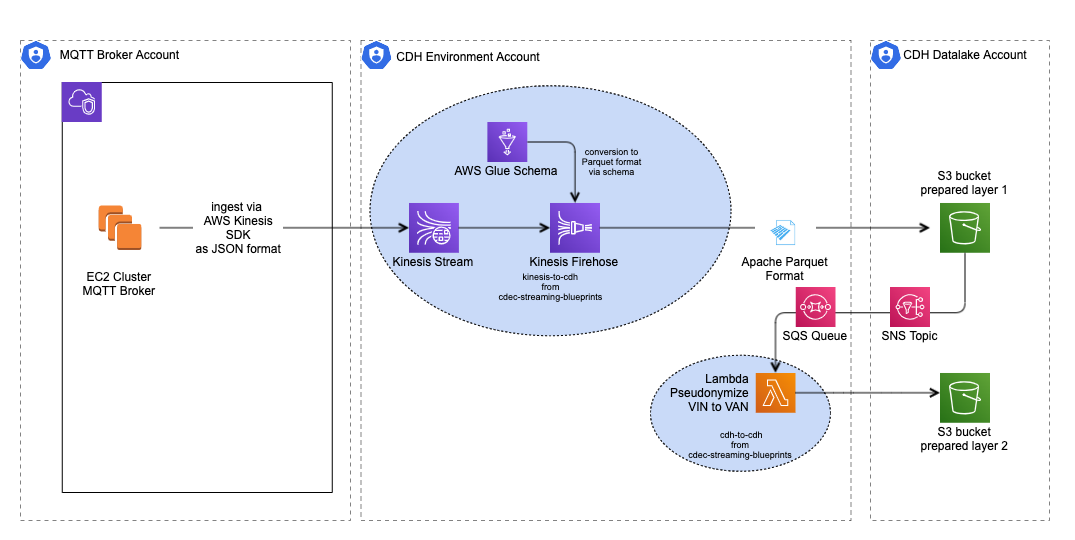 MQTT Broker Account
CDH Environment Account
CDH Datalake Account
AWS Glue Schema
conversion to
Parquet format
via schema
S3 bucket
prepared layer 1
ingest via
AWS Kinesis
SDK
as JSON format
EC2 Cluster
MQTT Broker
Kinesis Stream
Kinesis Firehose
kinesis-to-cdh
from
cdec-streaming-blueprints
Apache Parquet
Format
SQS Queue
SNS Topic
Lambda
Pseudonymize
VIN to VAN
cdh-to-cdh
from
cdec-streaming-blueprints
S3 bucket
prepared layer 2